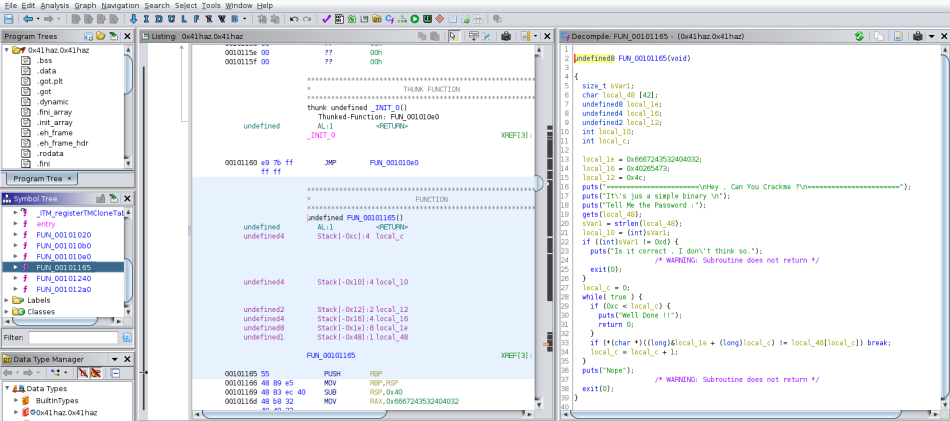 File Edit Analysis Graph Navigation Search Select Tools Window Help
I D U L F R V B
Program Trees
0x41haz.0x41haz
.bss
.data
.got.plt
.got
.dynamic
.fini_array
.init_array
.eh_frame
.eh_frame_hdr
.rodata
.fini
Program Tree ×
Symbol Tree
_ITM_registerTMCloneTab
entry
FUN_00101020
FUN_001010b0
FUN_001010e0
FUN_00101165
FUN_00101240
FUN_001012a0
Labels
Classes
Filter:
Data Type Manager
Data Types
BuiltInTypes
0x41haz.0x41haz
Listing: 0x41haz.0x41haz
0010115e 00 ?? 00h
0010115f 00 ?? 00h
* THUNK FUNCTION
thunk undefined _INIT_0()
Thunked-Function: FUN_001010e0
undefined AL:1 <RETURN>
_INIT_0 XREF[3]:
00101160 e9 7b ff JMP FUN_001010e0
ff ff
* FUNCTION
undefined FUN_00101165()
undefined AL:1 <RETURN>
undefined4 Stack[-0xc]:4 local_c
undefined4 Stack[-0x10]:4 local_10
undefined2 Stack[-0x12]:2 local_12
undefined4 Stack[-0x16]:4 local_16
undefined8 Stack[-0x1e]:8 local_1e
undefined1 Stack[-0x48]:1 local_48
FUN_00101165 XREF[3]:
00101165 55 PUSH RBP
00101166 48 89 e5 MOV RBP,RSP
00101169 48 83 ec 40 SUB RSP,0x40
0010116d 48 b8 32 MOV RAX,0x6667243532404032
Decompile: FUN_00101165 - (0x41haz.0x41haz)
1
2 undefined8 FUN_00101165(void)
3
4 {
5 size_t sVar1;
6 char local_48 [42];
7 undefined8 local_1e;
8 undefined4 local_16;
9 undefined2 local_12;
10 int local_10;
11 int local_c;
12
13 local_1e = 0x6667243532404032;
14 local_16 = 0x40265473;
15 local_12 = 0x4c;
16 puts("=======================\nHey , Can You Crackme ?\n=======================");
17 puts("It\'s jus a simple binary \n");
18 puts("Tell Me the Password :");
19 gets(local_48);
20 sVar1 = strlen(local_48);
21 local_10 = (int)sVar1;
22 if ((int)sVar1 != 0xd) {
23 puts("Is it correct , I don\'t think so.");
24 /* WARNING: Subroutine does not return */
25 exit(0);
26 }
27 local_c = 0;
28 while( true ) {
29 if (0xc < local_c) {
30 puts("Well Done !!");
31 return 0;
32 }
33 if (*(char *)((long)&local_1e + (long)local_c) != local_48[local_c]) break;
34 local_c = local_c + 1;
35 }
36 puts("Nope");
37 /* WARNING: Subroutine does not return */
38 exit(0);
39 }
40